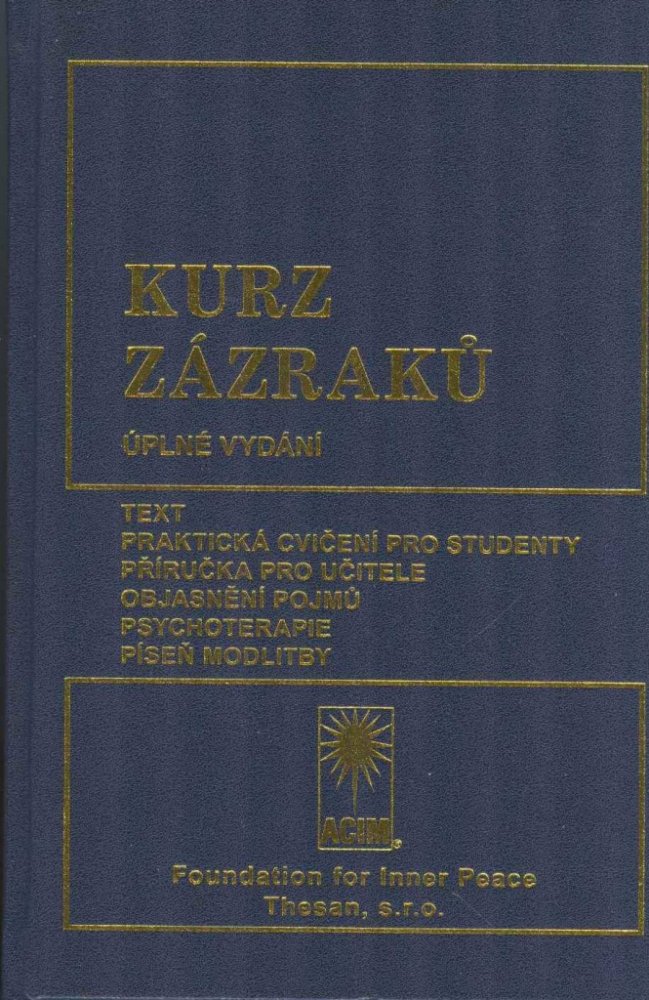 KURZ
ZÁZRAKŮ
ÚPLNÉ VYDÁNÍ
TEXT
PRAKTICKÁ CVIČENÍ PRO STUDENTY
PŘÍRUČKA PRO UČITELE
OBJASNĚNÍ POJMŮ
PSYCHOTERAPIE
PÍSEŇ MODLITBY
ACIM®
Foundation for Inner Peace
Thesan, s.r.o.